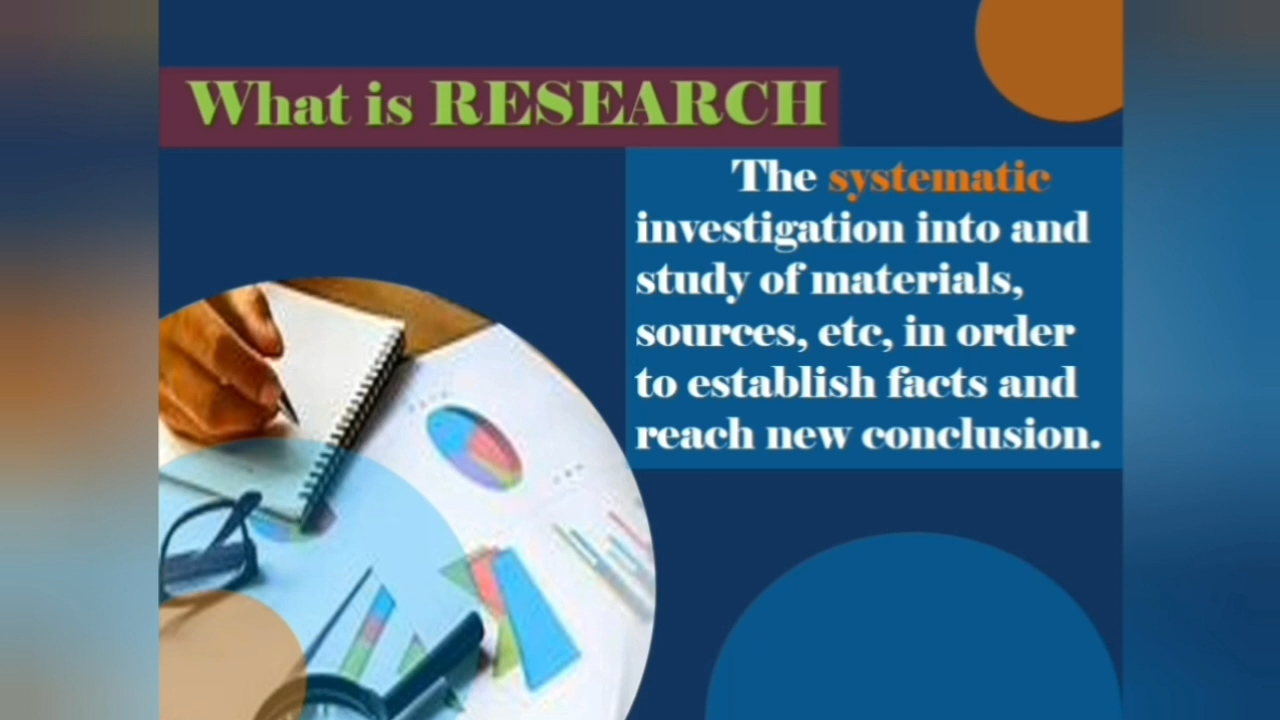 What is RESEARCH
The systematic
investigation into and
study of materials,
sources, etc, in order
to establish facts and
reach new conclusion.